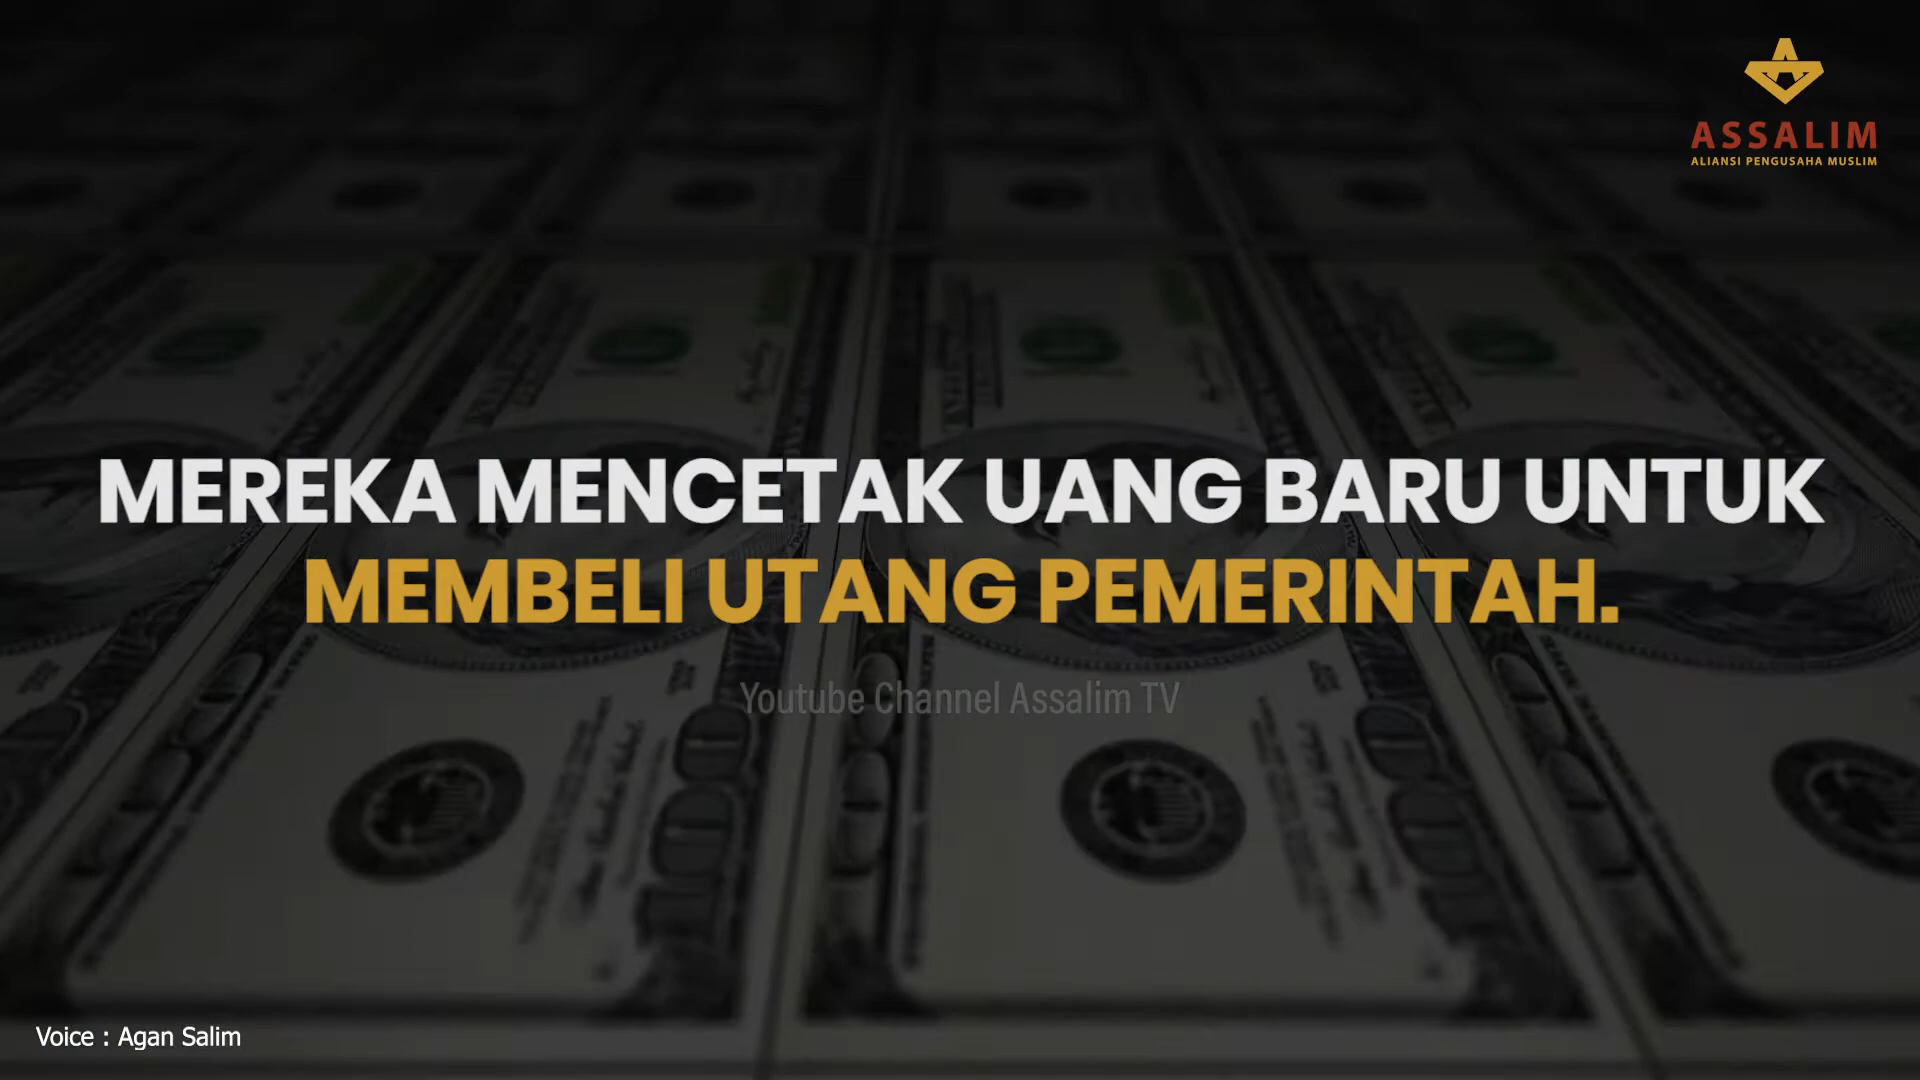 ASSALIM
ALIANSI PENGUSAHA MUSLIM
MEREKA MENCETAK UANG BARU UNTUK
MEMBELI UTANG PEMERINTAH.
Youtube Channel Assalim TV
Voice : Agan Salim